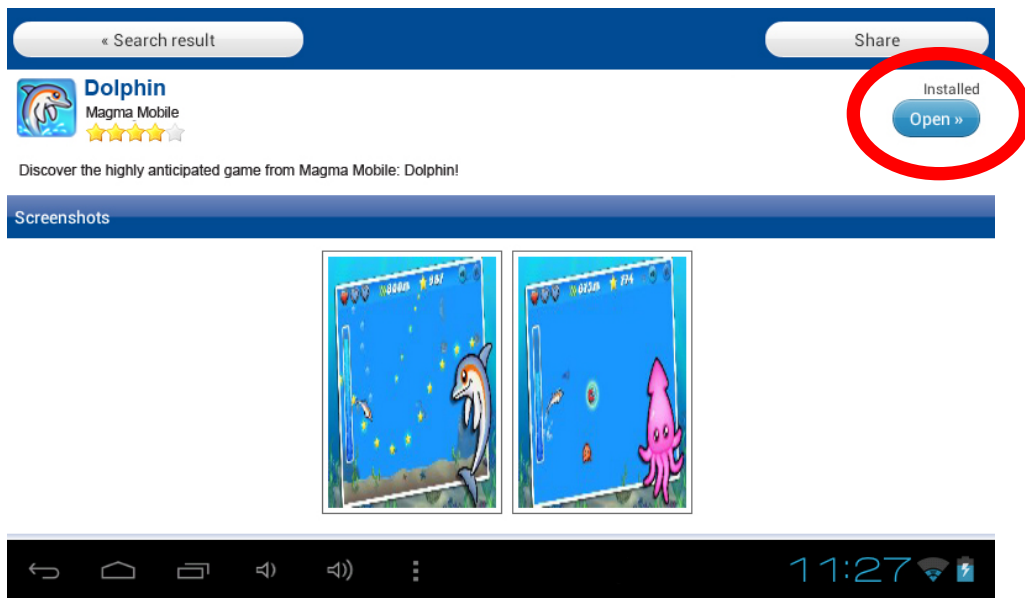 « Search result
Share
Dolphin
Magma Mobile
Installed
Open »
Discover the highly anticipated game from Magma Mobile: Dolphin!
Screenshots
11:27